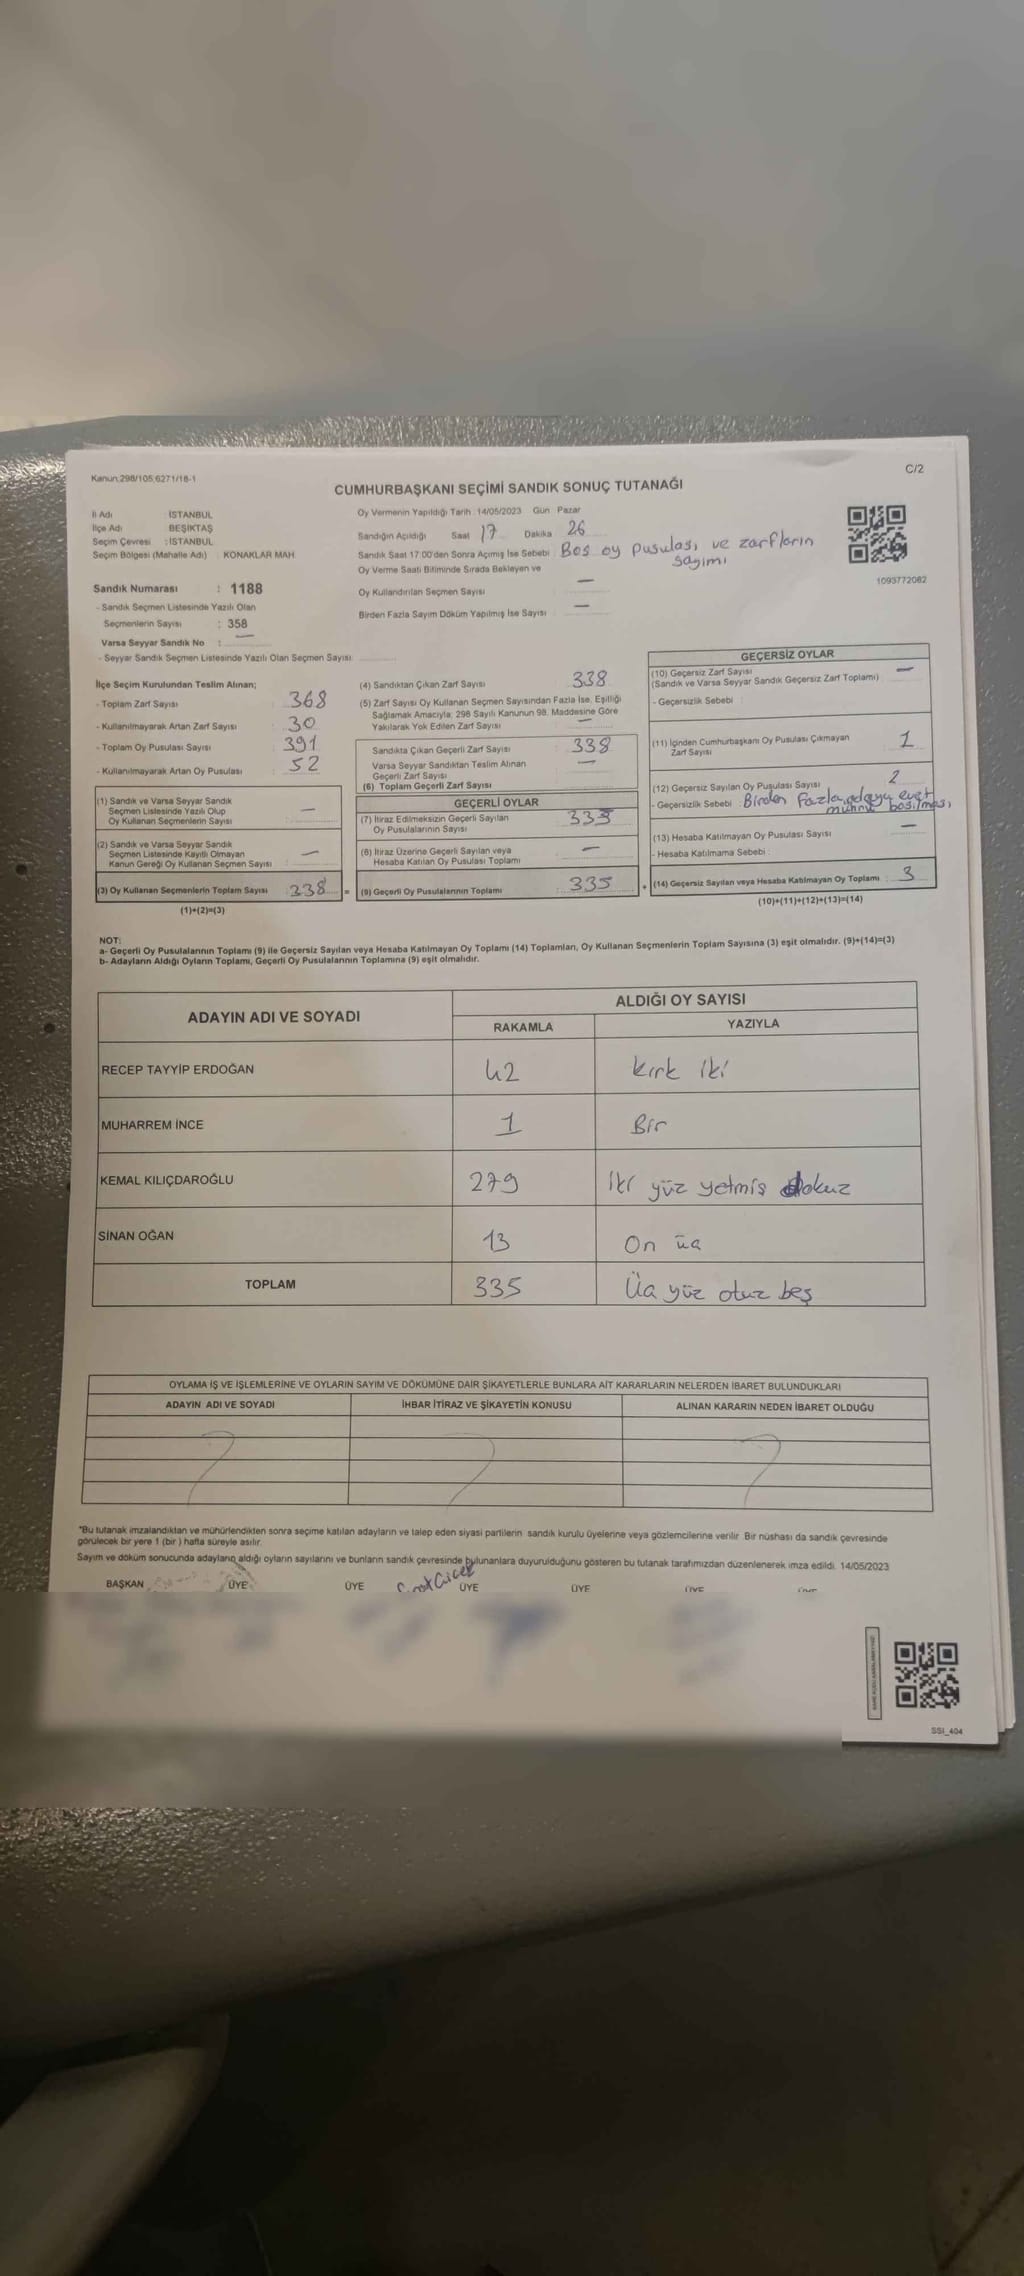 Kanun:298/105;6271/18-1
C/2
CUMHURBAŞKANI SEÇİMİ SANDIK SONUÇ TUTANAĞI
İl Adı : İSTANBUL
İlçe Adı : BEŞİKTAŞ
Seçim Çevresi : İSTANBUL
Seçim Bölgesi (Mahalle Adı) : KONAKLAR MAH
Sandık Numarası : 1188
- Sandık Seçmen Listesinde Yazılı Olan
Seçmenlerin Sayısı : 358
Varsa Seyyar Sandık No : —
- Seyyar Sandık Seçmen Listesinde Yazılı Olan Seçmen Sayısı:
Oy Vermenin Yapıldığı Tarih : 14/05/2023 Gün : Pazar
Sandığın Açıldığı Saat 17 Dakika 26
Sandık Saat 17:00'den Sonra Açımış İse Sebebi : Boş oy pusulası ve zarfların
sayımı
Oy Verme Saati Bitiminde Sırada Bekleyen ve
Oy Kullandırılan Seçmen Sayısı : —
Birden Fazla Sayım Döküm Yapılmış İse Sayısı : —
1093772062
İlçe Seçim Kurulundan Teslim Alınan;
- Toplam Zarf Sayısı : 368
- Kullanılmayarak Artan Zarf Sayısı : 30
- Toplam Oy Pusulası Sayısı : 391
- Kullanılmayarak Artan Oy Pusulası : 52
(1) Sandık ve Varsa Seyyar Sandık
Seçmen Listesinde Yazılı Olup
Oy Kullanan Seçmenlerin Sayısı : —
(2) Sandık ve Varsa Seyyar Sandık
Seçmen Listesinde Kayıtlı Olmayan
Kanun Gereği Oy Kullanan Seçmen Sayısı : —
(3) Oy Kullanan Seçmenlerin Toplam Sayısı : 338 =
(1)+(2)=(3)
(4) Sandıktan Çıkan Zarf Sayısı : 338
(5) Zarf Sayısı Oy Kullanan Seçmen Sayısından Fazla İse, Eşitliği
Sağlamak Amacıyla; 298 Sayılı Kanunun 98. Maddesine Göre
Yakılarak Yok Edilen Zarf Sayısı : —
Sandıkta Çıkan Geçerli Zarf Sayısı : 338
Varsa Seyyar Sandıktan Teslim Alınan
Geçerli Zarf Sayısı : —
(6) Toplam Geçerli Zarf Sayısı
GEÇERLİ OYLAR
(7) İtiraz Edilmeksizin Geçerli Sayılan
Oy Pusulalarının Sayısı : 335
(8) İtiraz Üzerine Geçerli Sayılan veya
Hesaba Katılan Oy Pusulası Toplamı : —
(9) Geçerli Oy Pusulalarının Toplamı : 335 +
GEÇERSİZ OYLAR
(10) Geçersiz Zarf Sayısı : —
(Sandık ve Varsa Seyyar Sandık Geçersiz Zarf Toplamı)
- Geçersizlik Sebebi :
(11) İçinden Cumhurbaşkanı Oy Pusulası Çıkmayan
Zarf Sayısı : 1
(12) Geçersiz Sayılan Oy Pusulası Sayısı : 2
- Geçersizlik Sebebi : Birden Fazla adaya evet
mührü basılması
(13) Hesaba Katılmayan Oy Pusulası Sayısı : —
- Hesaba Katılmama Sebebi :
(14) Geçersiz Sayılan veya Hesaba Katılmayan Oy Toplamı : 3
(10)+(11)+(12)+(13)=(14)
NOT:
a- Geçerli Oy Pusulalarının Toplamı (9) ile Geçersiz Sayılan veya Hesaba Katılmayan Oy Toplamı (14) Toplamları, Oy Kullanan Seçmenlerin Toplam Sayısına (3) eşit olmalıdır. (9)+(14)=(3)
b- Adayların Aldığı Oyların Toplamı, Geçerli Oy Pusulalarının Toplamına (9) eşit olmalıdır.
ADAYIN ADI VE SOYADI
ALDIĞI OY SAYISI
RAKAMLA YAZIYLA
RECEP TAYYİP ERDOĞAN 42 Kırk iki
MUHARREM İNCE 1 Bir
KEMAL KILIÇDAROĞLU 279 İki yüz yetmiş dokuz
SİNAN OĞAN 13 On üç
TOPLAM 335 Üç yüz otuz beş
OYLAMA İŞ VE İŞLEMLERİNE VE OYLARIN SAYIM VE DÖKÜMÜNE DAİR ŞİKAYETLERLE BUNLARA AİT KARARLARIN NELERDEN İBARET BULUNDUKLARI
ADAYIN ADI VE SOYADI İHBAR İTİRAZ VE ŞİKAYETİN KONUSU ALINAN KARARIN NEDEN İBARET OLDUĞU
*Bu tutanak imzalandıktan ve mühürlendikten sonra seçime katılan adayların ve talep eden siyasi partilerin sandık kurulu üyelerine veya gözlemcilerine verilir. Bir nüshası da sandık çevresinde
görülecek bir yere 1 (bir) hafta süreyle asılır.
Sayım ve döküm sonucunda adayların aldığı oyların sayılarını ve bunların sandık çevresinde bulunanlara duyurulduğunu gösteren bu tutanak tarafımızdan düzenlenerek imza edildi. 14/05/2023
BAŞKAN ÜYE ÜYE ÜYE ÜYE ÜYE ÜYE
SSI_404